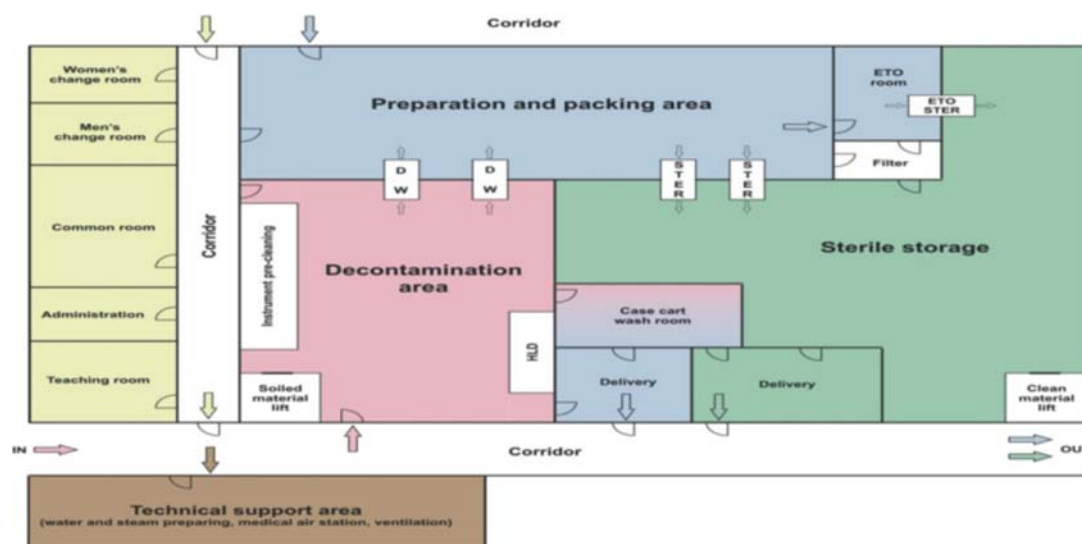 Corridor
Women's
change room
Men's
change room
Common room
Administration
Teaching room
Corridor
Preparation and packing area
ETO
room
ETO
STER
Filter
D W
D W
STER
STER
Instrument pre-cleaning
Decontamination
area
Sterile storage
Case cart
wash room
HLD
Soiled
material
lift
Delivery
Delivery
Clean
material
lift
IN
Corridor
OU
Technical support area
(water and steam preparing, medical air station, ventilation)